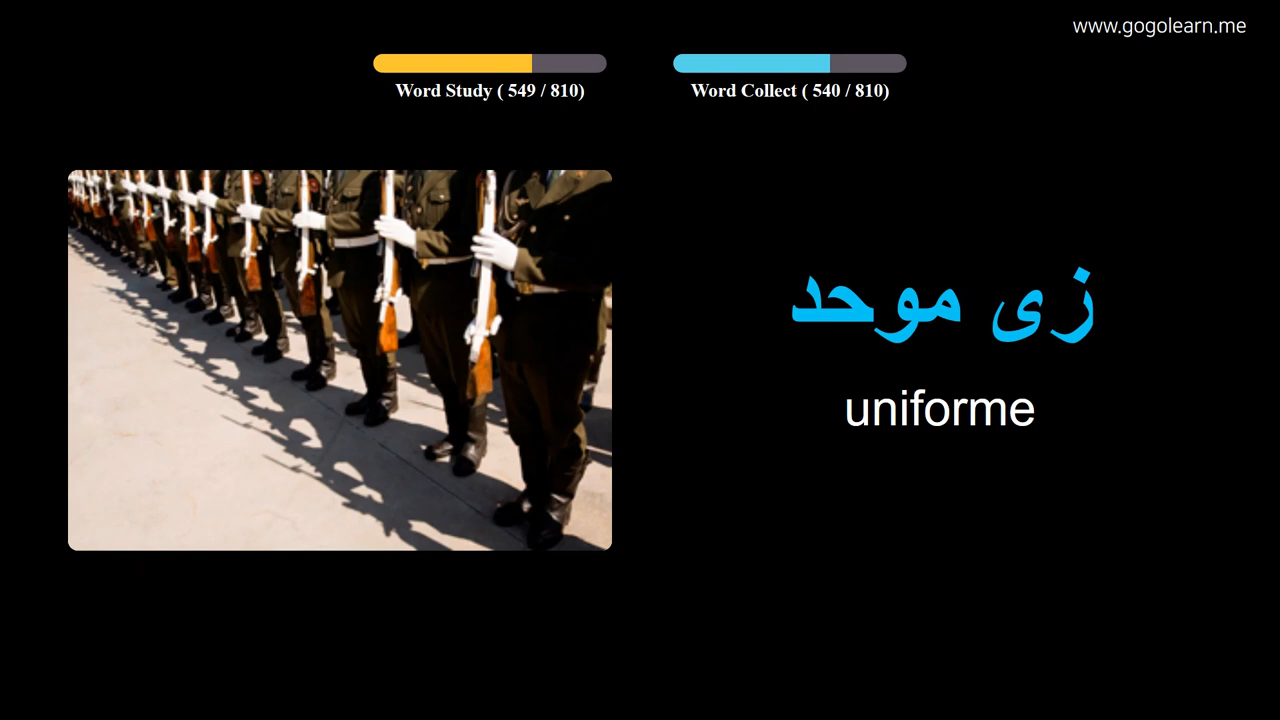 www.gogolearn.me
Word Study ( 549 / 810)
Word Collect ( 540 / 810)
زى موحد
uniforme